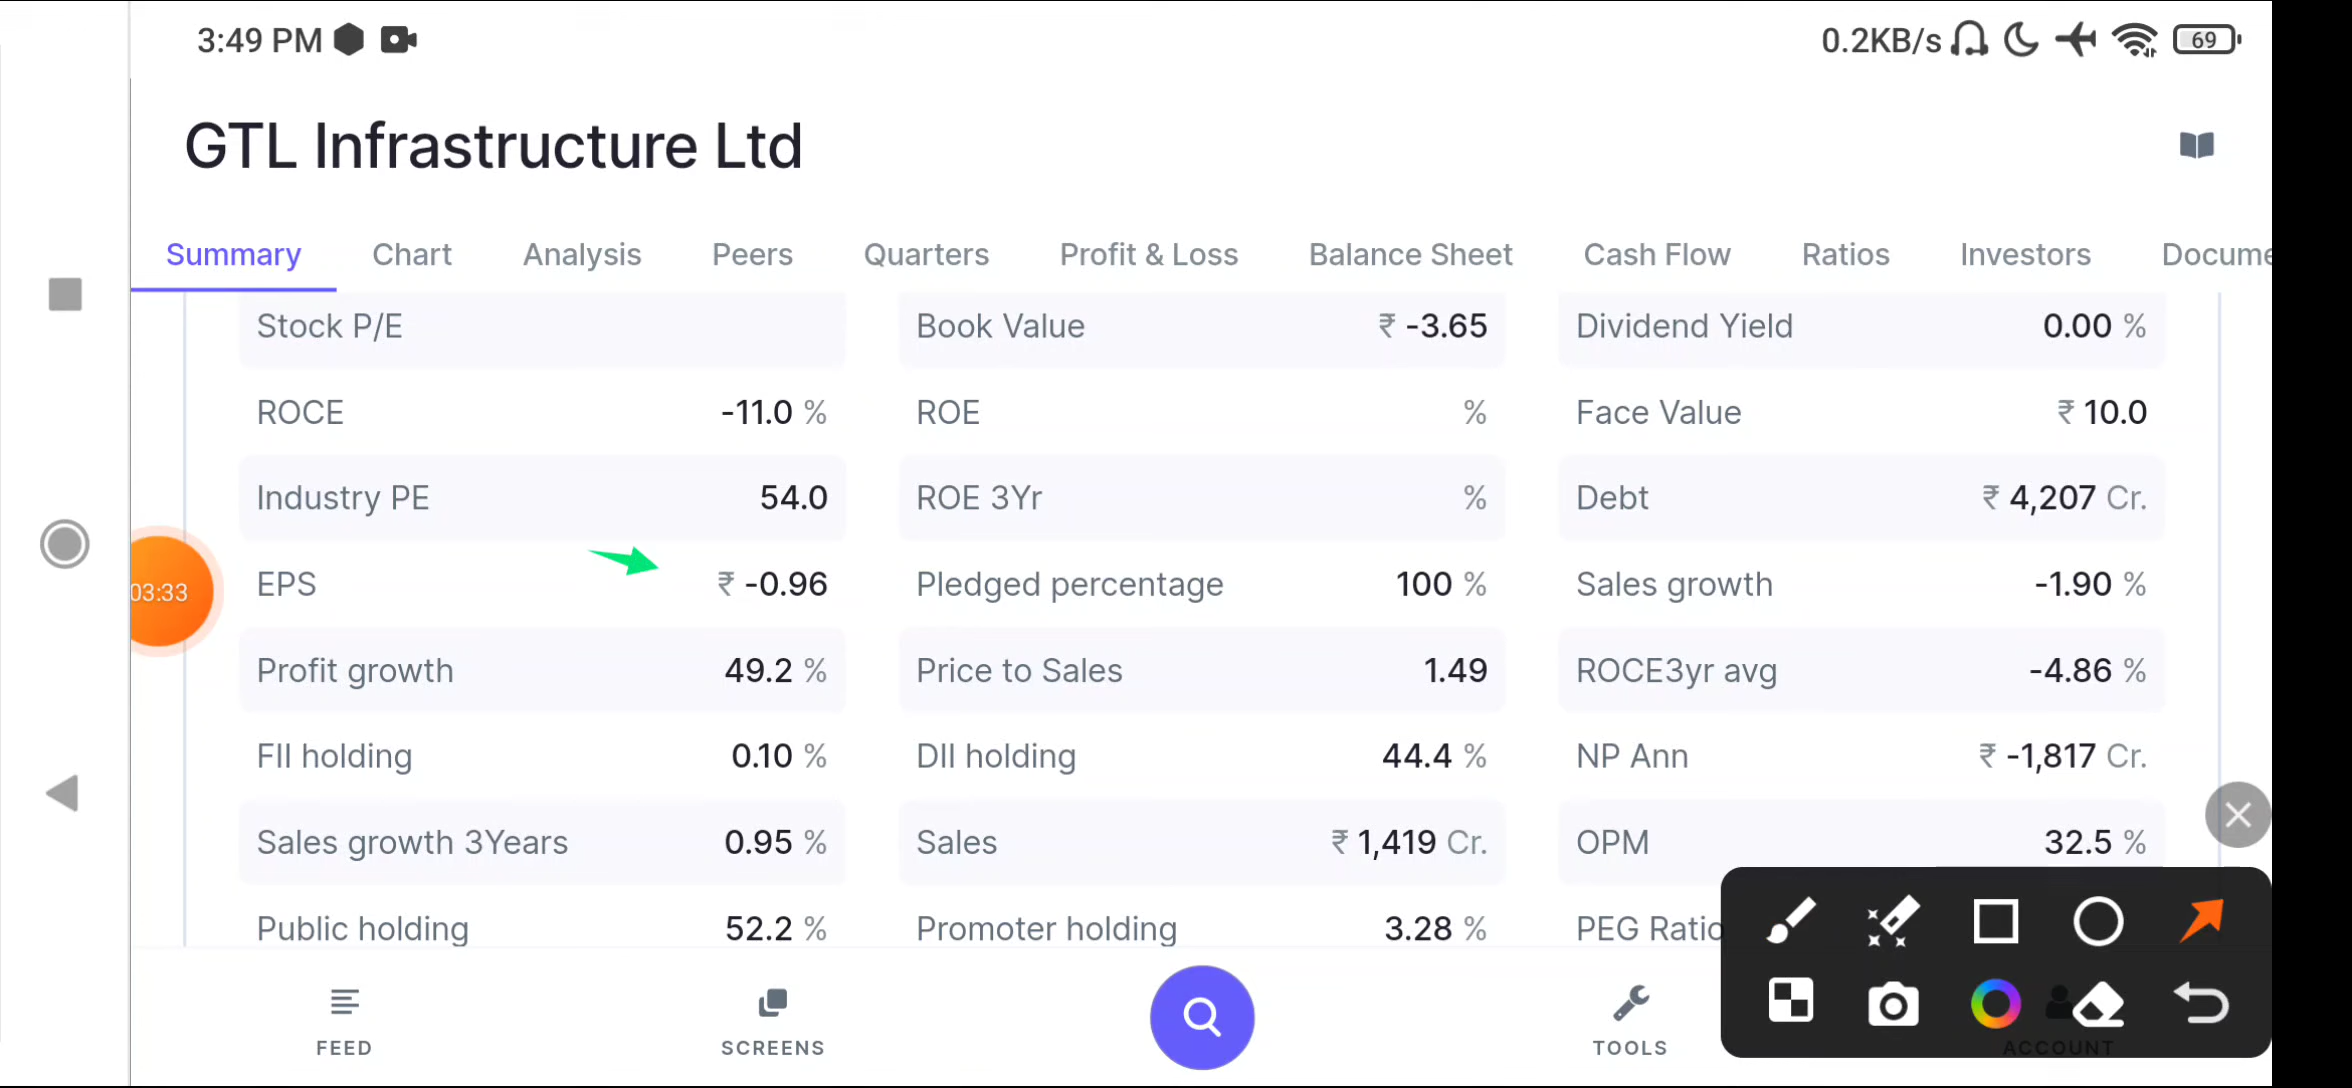 3:49 PM
0.2KB/s 69
GTL Infrastructure Ltd
Summary Chart Analysis Peers Quarters Profit & Loss Balance Sheet Cash Flow Ratios Investors Docume
Stock P/E Book Value ₹ -3.65 Dividend Yield 0.00 %
ROCE -11.0 % ROE % Face Value ₹ 10.0
Industry PE 54.0 ROE 3Yr % Debt ₹ 4,207 Cr.
03:33
EPS ₹ -0.96 Pledged percentage 100 % Sales growth -1.90 %
Profit growth 49.2 % Price to Sales 1.49 ROCE3yr avg -4.86 %
FII holding 0.10 % DII holding 44.4 % NP Ann ₹ -1,817 Cr.
Sales growth 3Years 0.95 % Sales ₹ 1,419 Cr. OPM 32.5 %
Public holding 52.2 % Promoter holding 3.28 % PEG Ratio
FEED SCREENS TOOLS ACCOUNT